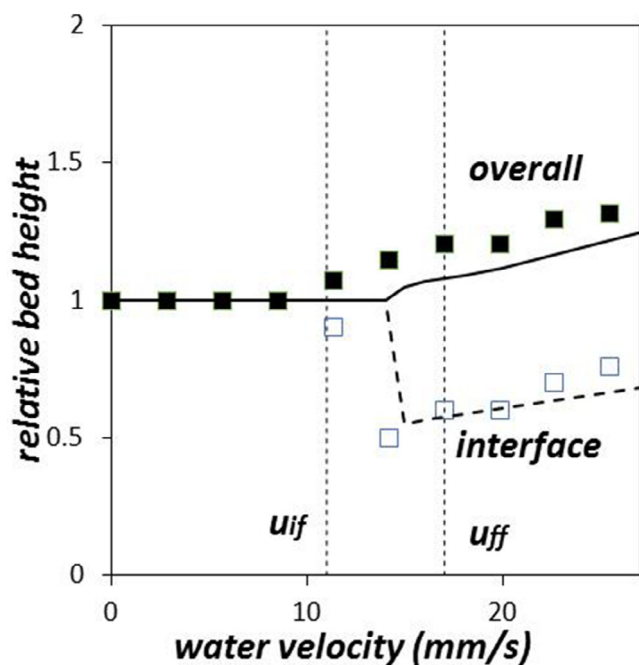 2
1.5
overall
relative bed height
1
0.5
interface
uif
uff
0
0
10
20
water velocity (mm/s)